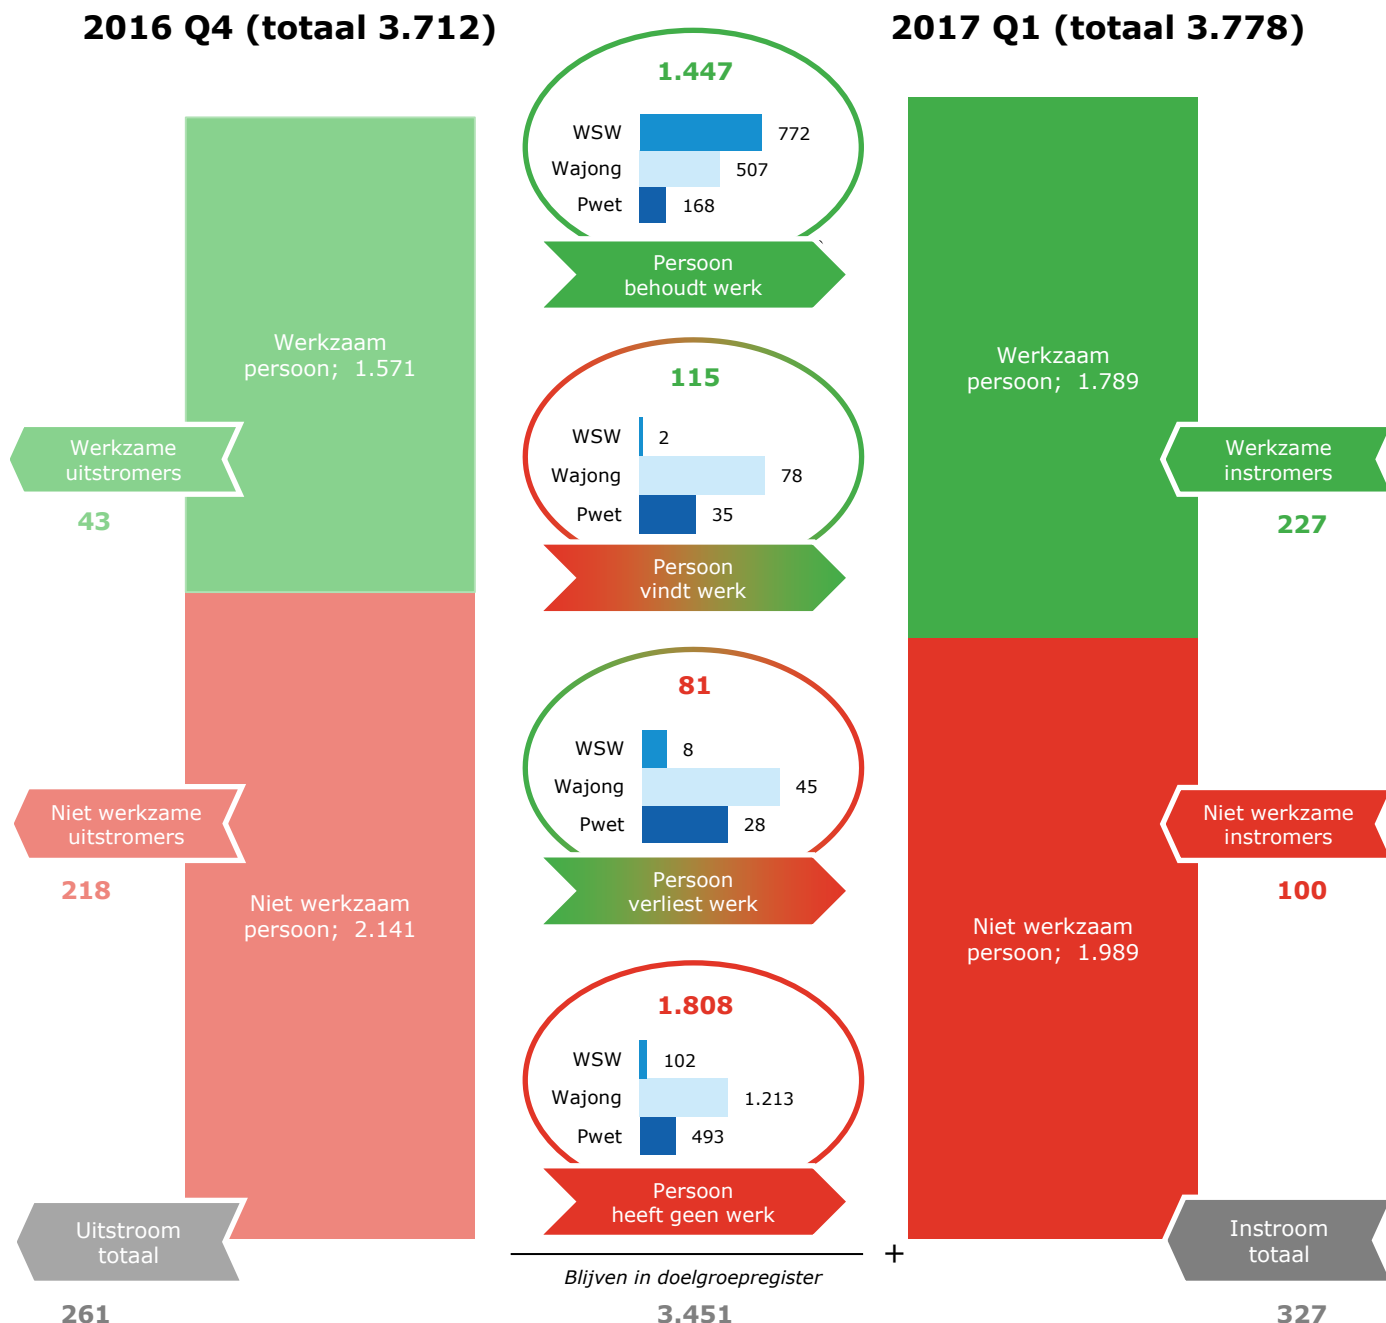 2016 Q4 (totaal 3.712)
2017 Q1 (totaal 3.778)
1.447
WSW 772
Wajong 507
Pwet 168
Persoon
behoudt werk
Werkzaam
persoon; 1.571
Werkzaam
persoon; 1.789
115
WSW 2
Wajong 78
Pwet 35
Persoon
vindt werk
Werkzame
uitstromers
43
Werkzame
instromers
227
81
WSW 8
Wajong 45
Pwet 28
Persoon
verliest werk
Niet werkzame
uitstromers
218
Niet werkzame
instromers
100
Niet werkzaam
persoon; 2.141
Niet werkzaam
persoon; 1.989
1.808
WSW 102
Wajong 1.213
Pwet 493
Persoon
heeft geen werk
Uitstroom
totaal
261
+
Blijven in doelgroepregister
3.451
Instroom
totaal
327